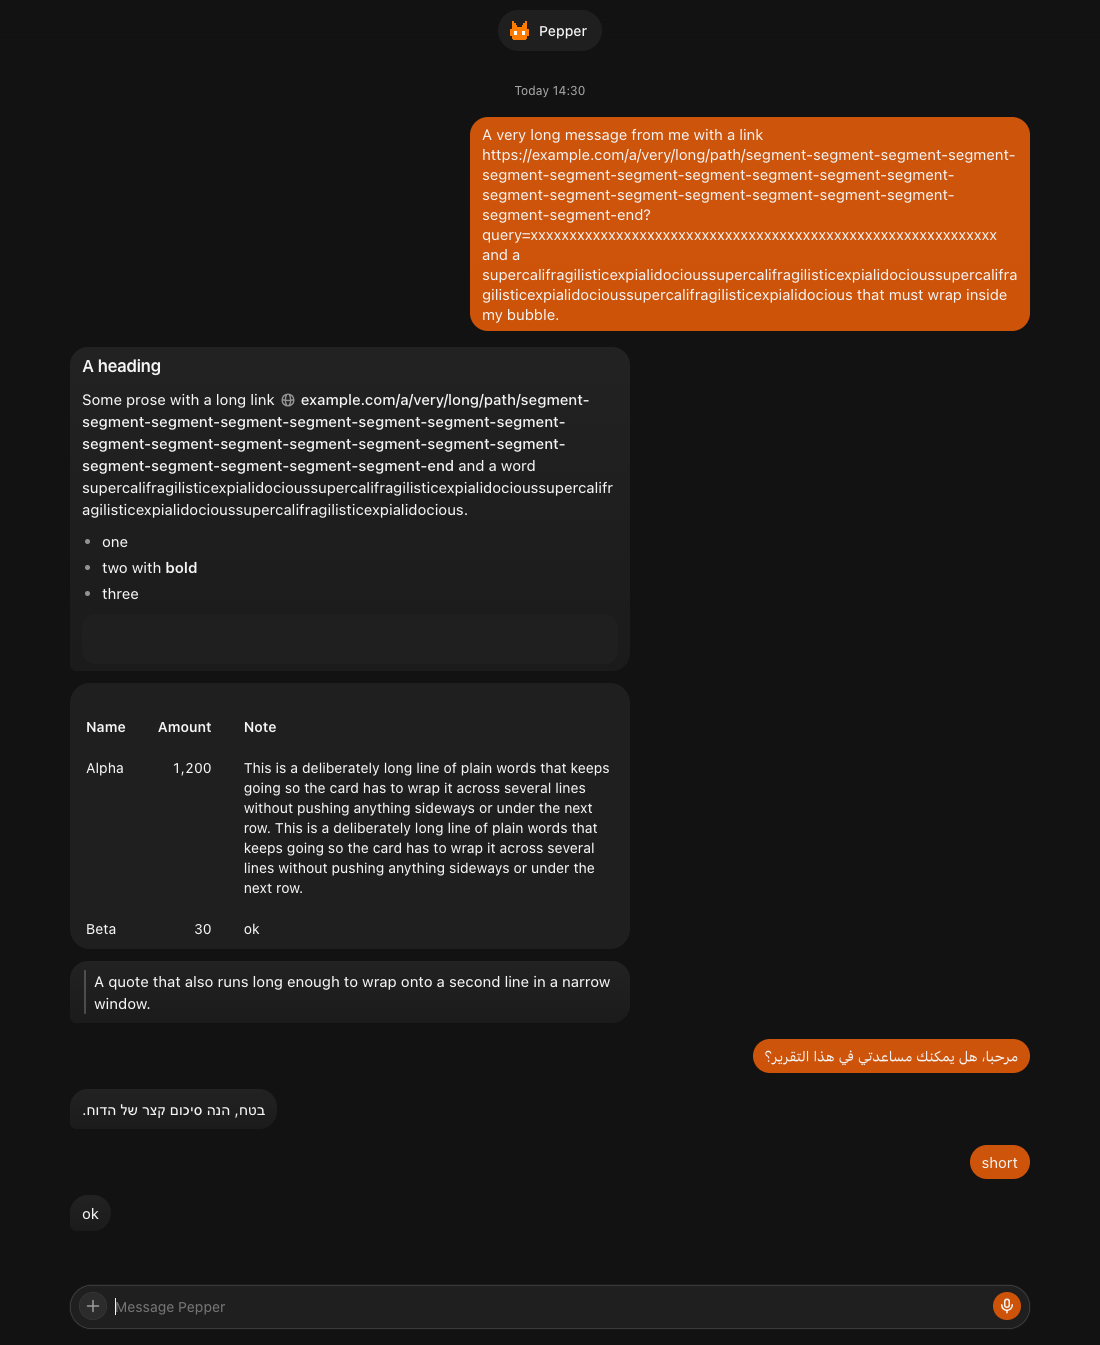 Pepper
Today 14:30
A very long message from me with a link
https://example.com/a/very/long/path/segment-segment-segment-segment-
segment-segment-segment-segment-segment-segment-segment-
segment-segment-segment-segment-segment-segment-segment-
segment-segment-end?
query=xxxxxxxxxxxxxxxxxxxxxxxxxxxxxxxxxxxxxxxxxxxxxxxxxxxxxxxxxxxx
and a
supercalifragilisticexpialidocioussupercalifragilisticexpialidocioussupercalifra
gilisticexpialidocioussupercalifragilisticexpialidocious that must wrap inside
my bubble.
A heading
Some prose with a long link example.com/a/very/long/path/segment-
segment-segment-segment-segment-segment-segment-segment-
segment-segment-segment-segment-segment-segment-segment-
segment-segment-segment-segment-segment-end and a word
supercalifragilisticexpialidocioussupercalifragilisticexpialidocioussupercalifr
agilisticexpialidocioussupercalifragilisticexpialidocious.
• one
• two with bold
• three
Name Amount Note
Alpha 1,200 This is a deliberately long line of plain words that keeps
going so the card has to wrap it across several lines
without pushing anything sideways or under the next
row. This is a deliberately long line of plain words that
keeps going so the card has to wrap it across several
lines without pushing anything sideways or under the
next row.
Beta 30 ok
A quote that also runs long enough to wrap onto a second line in a narrow
window.
مرحبا، هل يمكنك مساعدتي في هذا التقرير؟
בטח, הנה סיכום קצר של הדוח.
short
ok
Message Pepper